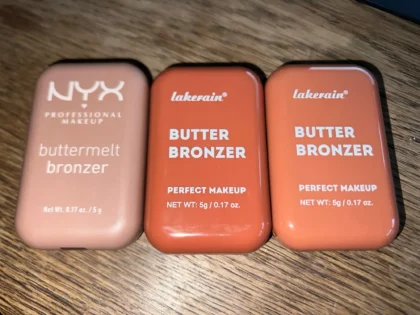 NYX
PROFESSIONAL
MAKEUP
buttermelt
bronzer
Net Wt. 0.17 oz. / 5 g
lakerain®
BUTTER
BRONZER
PERFECT MAKEUP
NET WT: 5g / 0.17 oz.
lakerain®
BUTTER
BRONZER
PERFECT MAKEUP
NET WT: 5g / 0.17 oz.